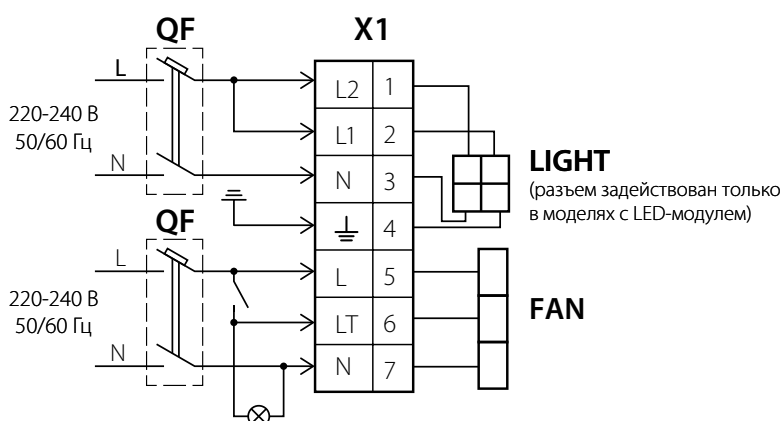 QF
X1
L
L2 1
220-240 В
50/60 Гц
L1 2
N
N 3
LIGHT
(разъем задействован только
в моделях с LED-модулем)
4
QF
L
L 5
220-240 В
50/60 Гц
LT 6
FAN
N
N 7